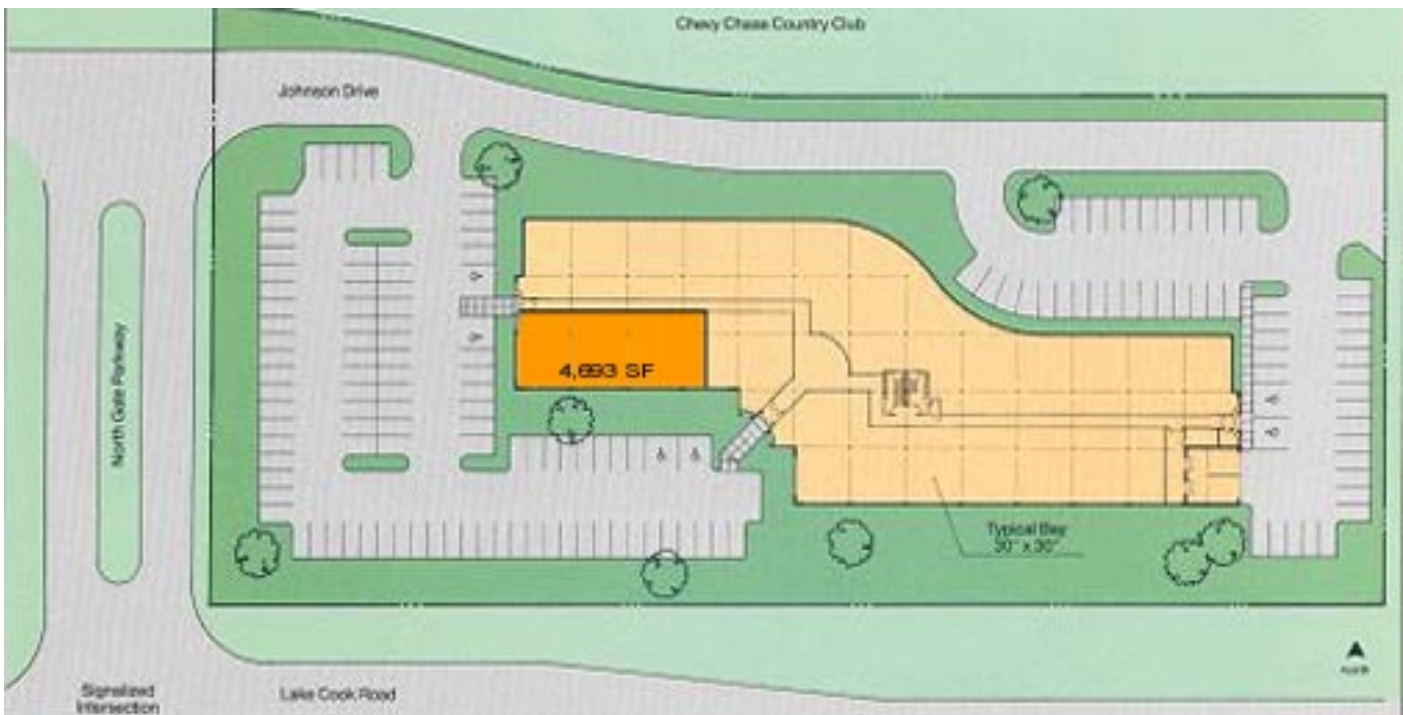 Chevy Chase Country Club
Johnson Drive
North Gate Parkway
4,693 SF
Typical Bay
30' x 30'
Signalized
Intersection
Lake Cook Road
North